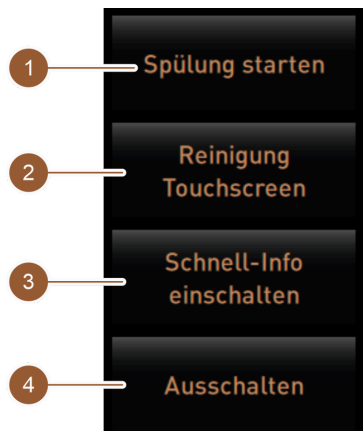 1
Spülung starten
2
Reinigung
Touchscreen
3
Schnell-Info
einschalten
4
Ausschalten